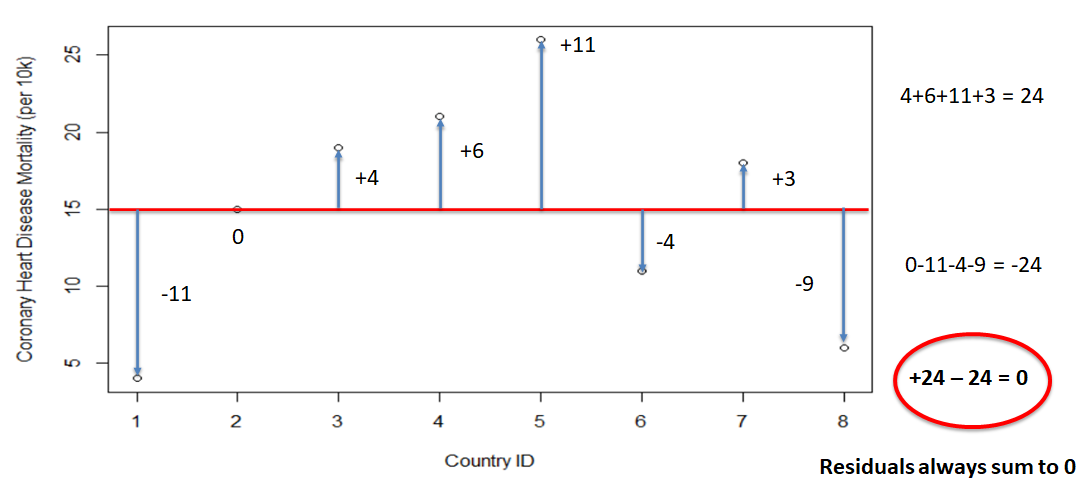 Coronary Heart Disease Mortality (per 10k)
25
20
15
10
5
-11
0
+4
+6
+11
-4
+3
-9
1 2 3 4 5 6 7 8
Country ID
4+6+11+3 = 24
0-11-4-9 = -24
+24 – 24 = 0
Residuals always sum to 0